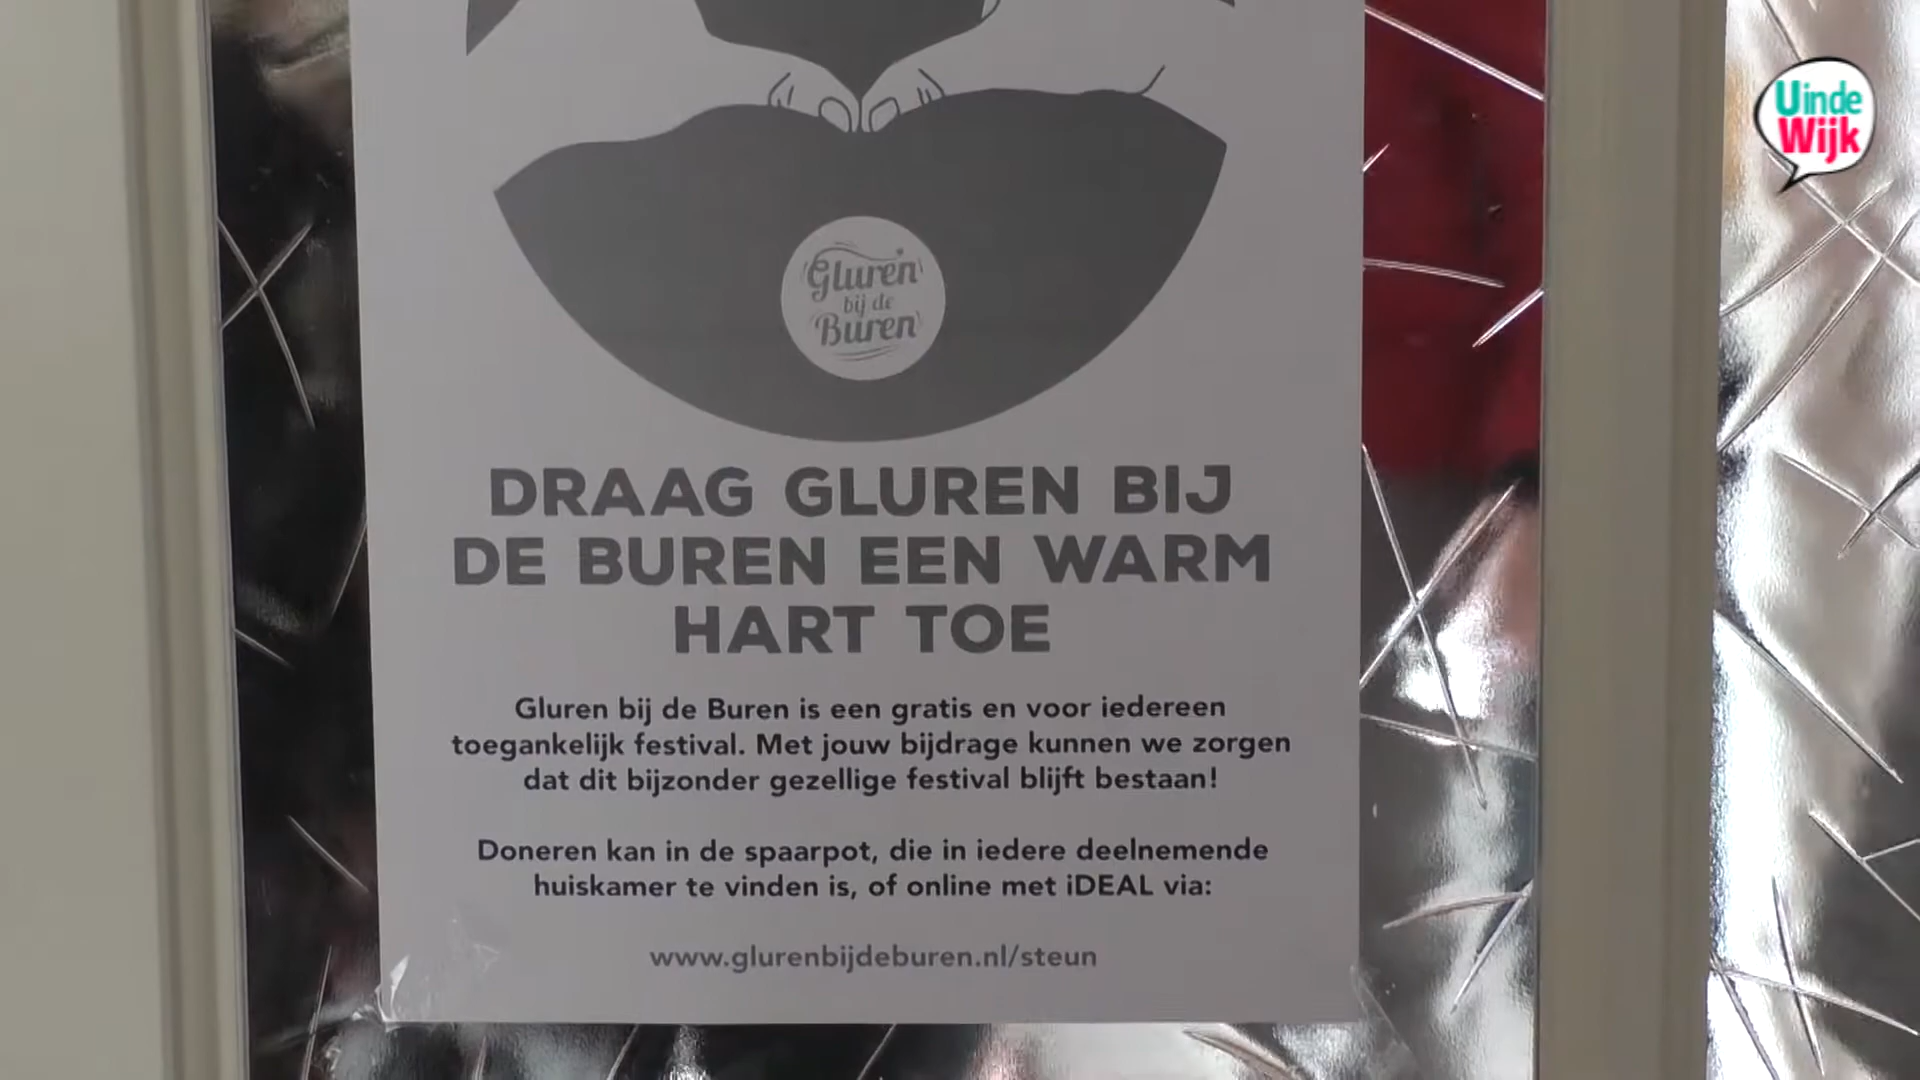 Uinde
Wijk
Gluren
bij de
Buren
DRAAG GLUREN BIJ
DE BUREN EEN WARM
HART TOE
Gluren bij de Buren is een gratis en voor iedereen
toegankelijk festival. Met jouw bijdrage kunnen we zorgen
dat dit bijzonder gezellige festival blijft bestaan!
Doneren kan in de spaarpot, die in iedere deelnemende
huiskamer te vinden is, of online met iDEAL via:
www.glurenbijdeburen.nl/steun